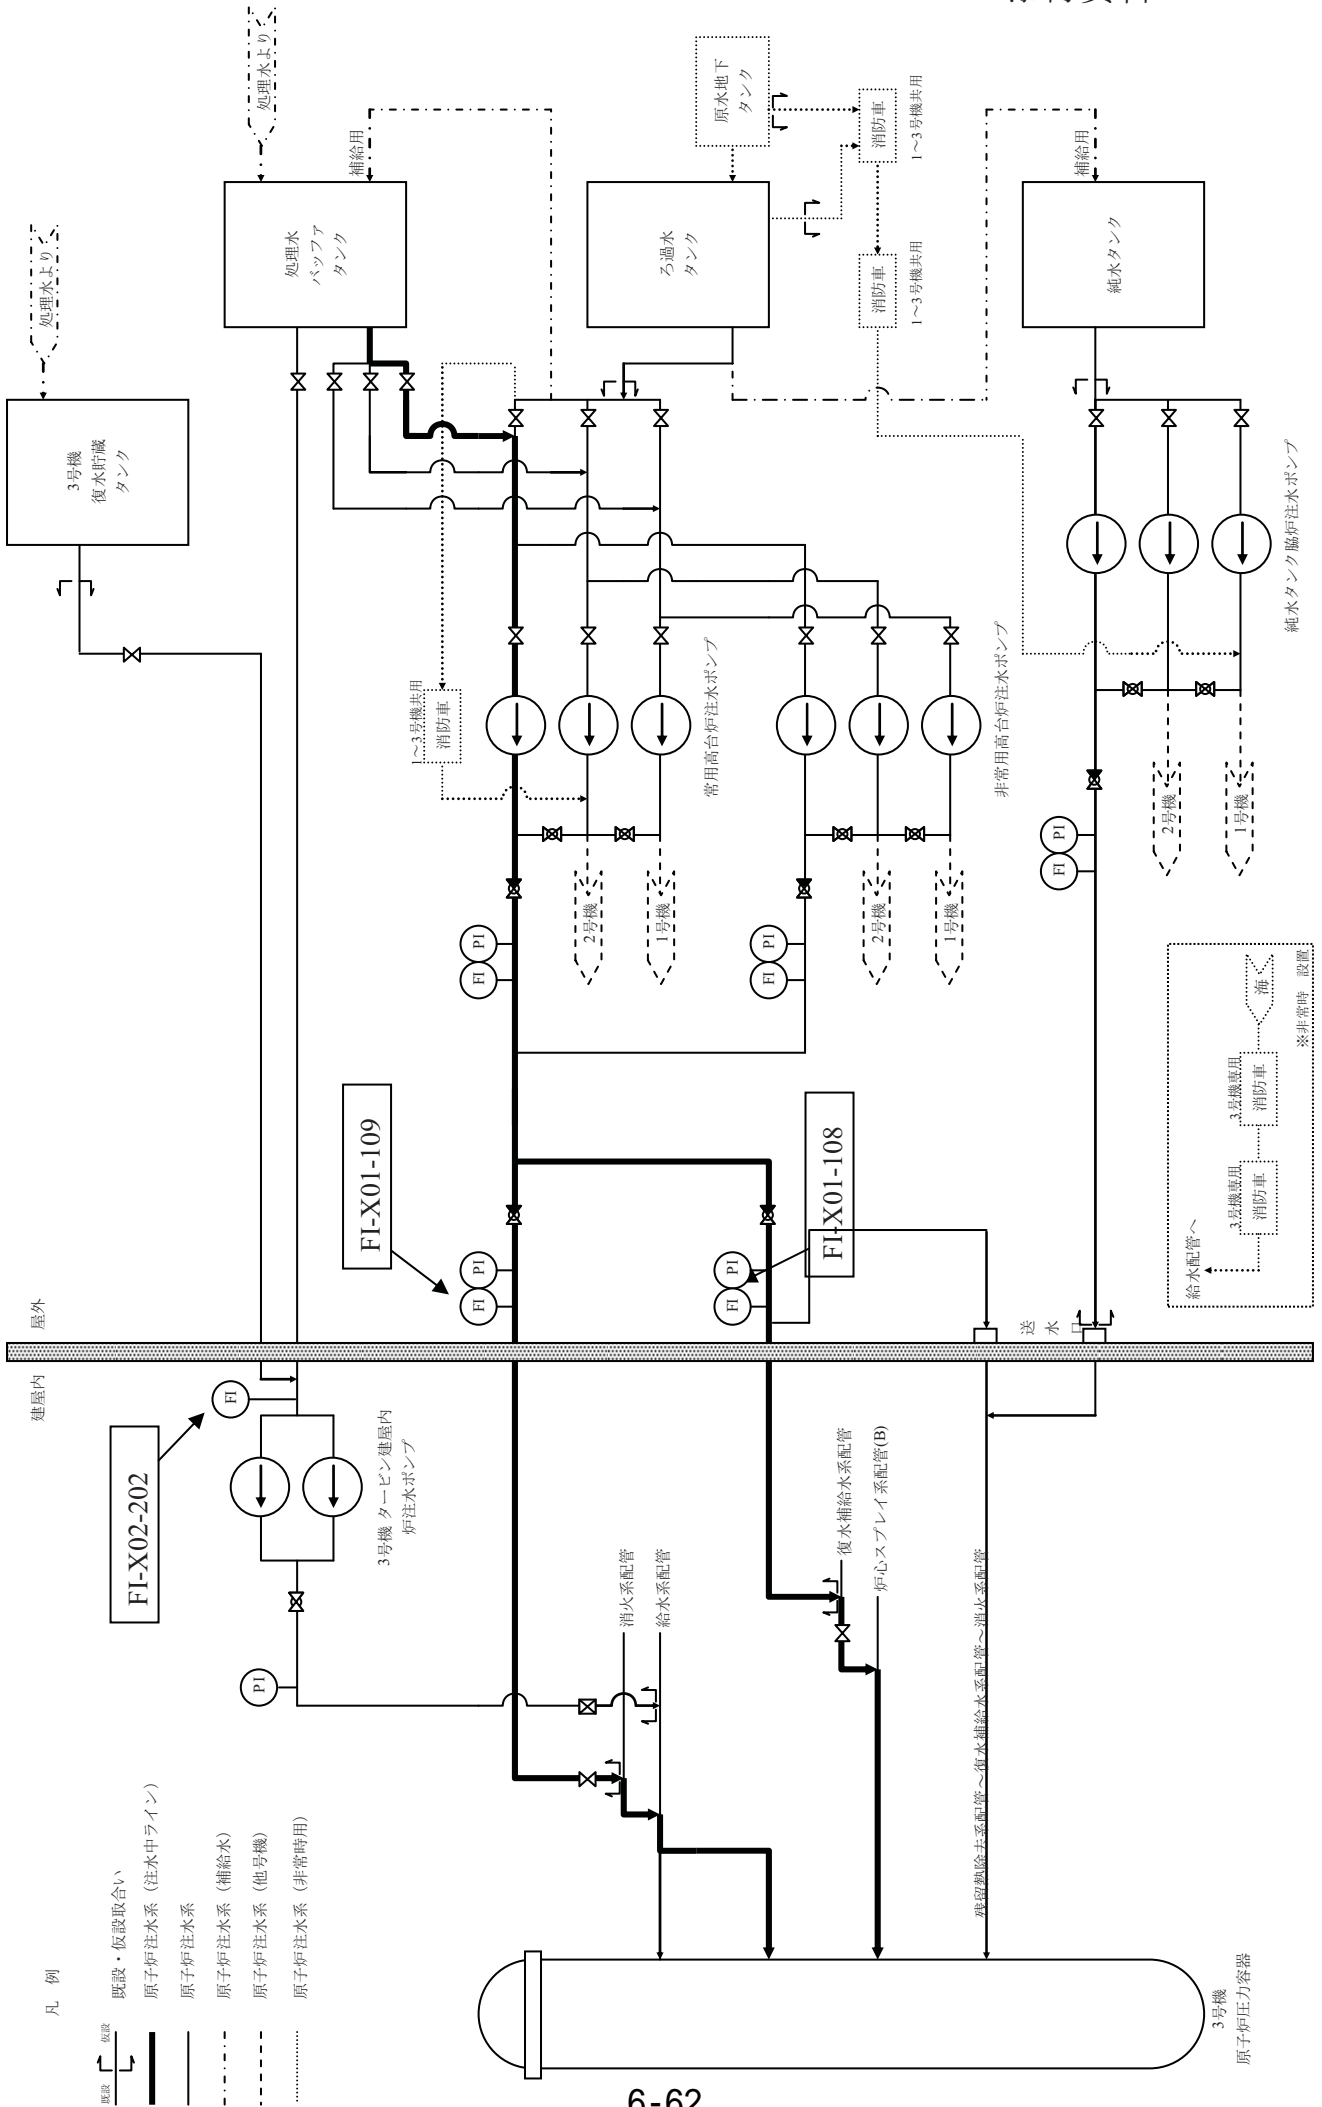 凡 例
既設
仮設
既設・仮設取合い
原子炉注水系（注水中ライン）
原子炉注水系
原子炉注水系（補給水）
原子炉注水系（他号機）
原子炉注水系（非常時用）
3号機
復水貯蔵
タンク
処理水より
処理水より
処理水
バッファ
タンク
補給用
ろ過水
タンク
原水地下
タンク
消防車
1～3号機共用
消防車
1～3号機共用
純水タンク
補給用
1～3号機共用
消防車
常用高台炉注水ポンプ
非常用高台炉注水ポンプ
純水タンク脇炉注水ポンプ
2号機
1号機
2号機
1号機
2号機
1号機
PI
FI
PI
FI
PI
FI
FI-X01-109
PI
FI
FI-X01-108
PI
FI
海
3号機専用
消防車
3号機専用
消防車
給水配管へ
※非常時 設置
屋外
建屋内
送 水 口
FI
FI-X02-202
3号機 タービン建屋内
炉注水ポンプ
PI
消火系配管
給水系配管
復水補給水系配管
炉心スプレイ系配管(B)
残留熱除去系配管～復水補給水系配管～消火系配管
3号機
原子炉圧力容器
6-62